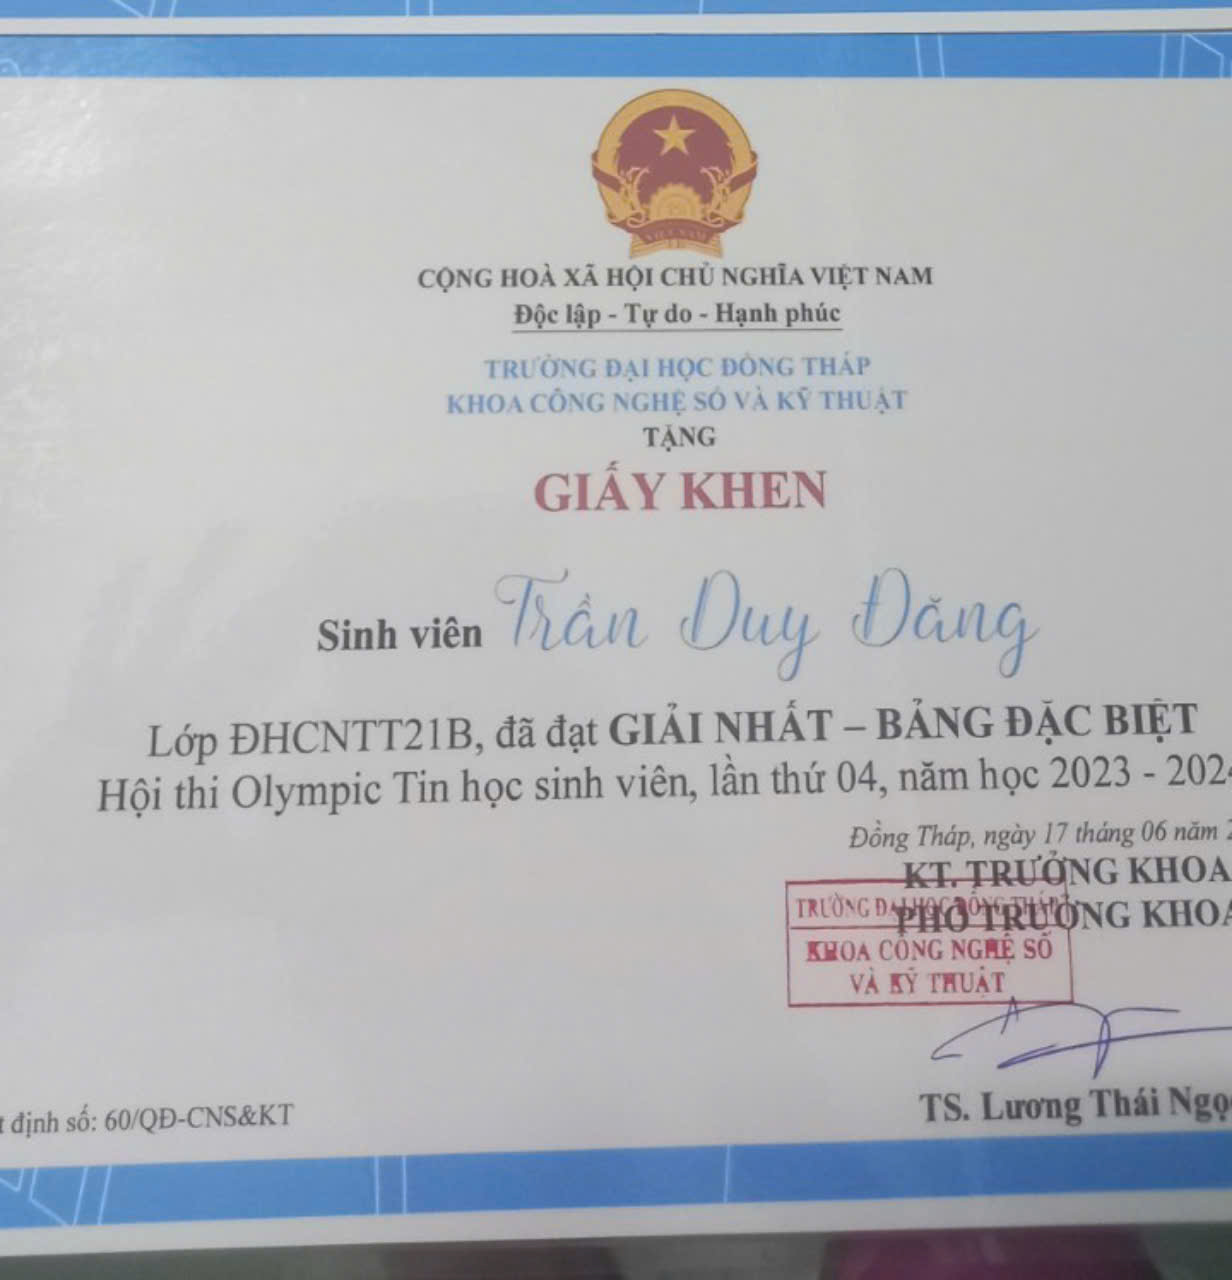 VIỆT NAM
CỘNG HOÀ XÃ HỘI CHỦ NGHĨA VIỆT NAM
Độc lập - Tự do - Hạnh phúc
TRƯỜNG ĐẠI HỌC ĐỒNG THÁP
KHOA CÔNG NGHỆ SỐ VÀ KỸ THUẬT
TẶNG
GIẤY KHEN
Sinh viên Trần Duy Đăng
Lớp ĐHCNTT21B, đã đạt GIẢI NHẤT – BẢNG ĐẶC BIỆT
Hội thi Olympic Tin học sinh viên, lần thứ 04, năm học 2023 - 202
Đồng Tháp, ngày 17 tháng 06 năm 2
KT. TRƯỞNG KHOA
PHÓ TRƯỞNG KHOA
TRƯỜNG ĐẠI HỌC ĐỒNG THÁP
KHOA CÔNG NGHỆ SỐ
VÀ KỸ THUẬT
TS. Lương Thái Ngọ
t định số: 60/QĐ-CNS&KT